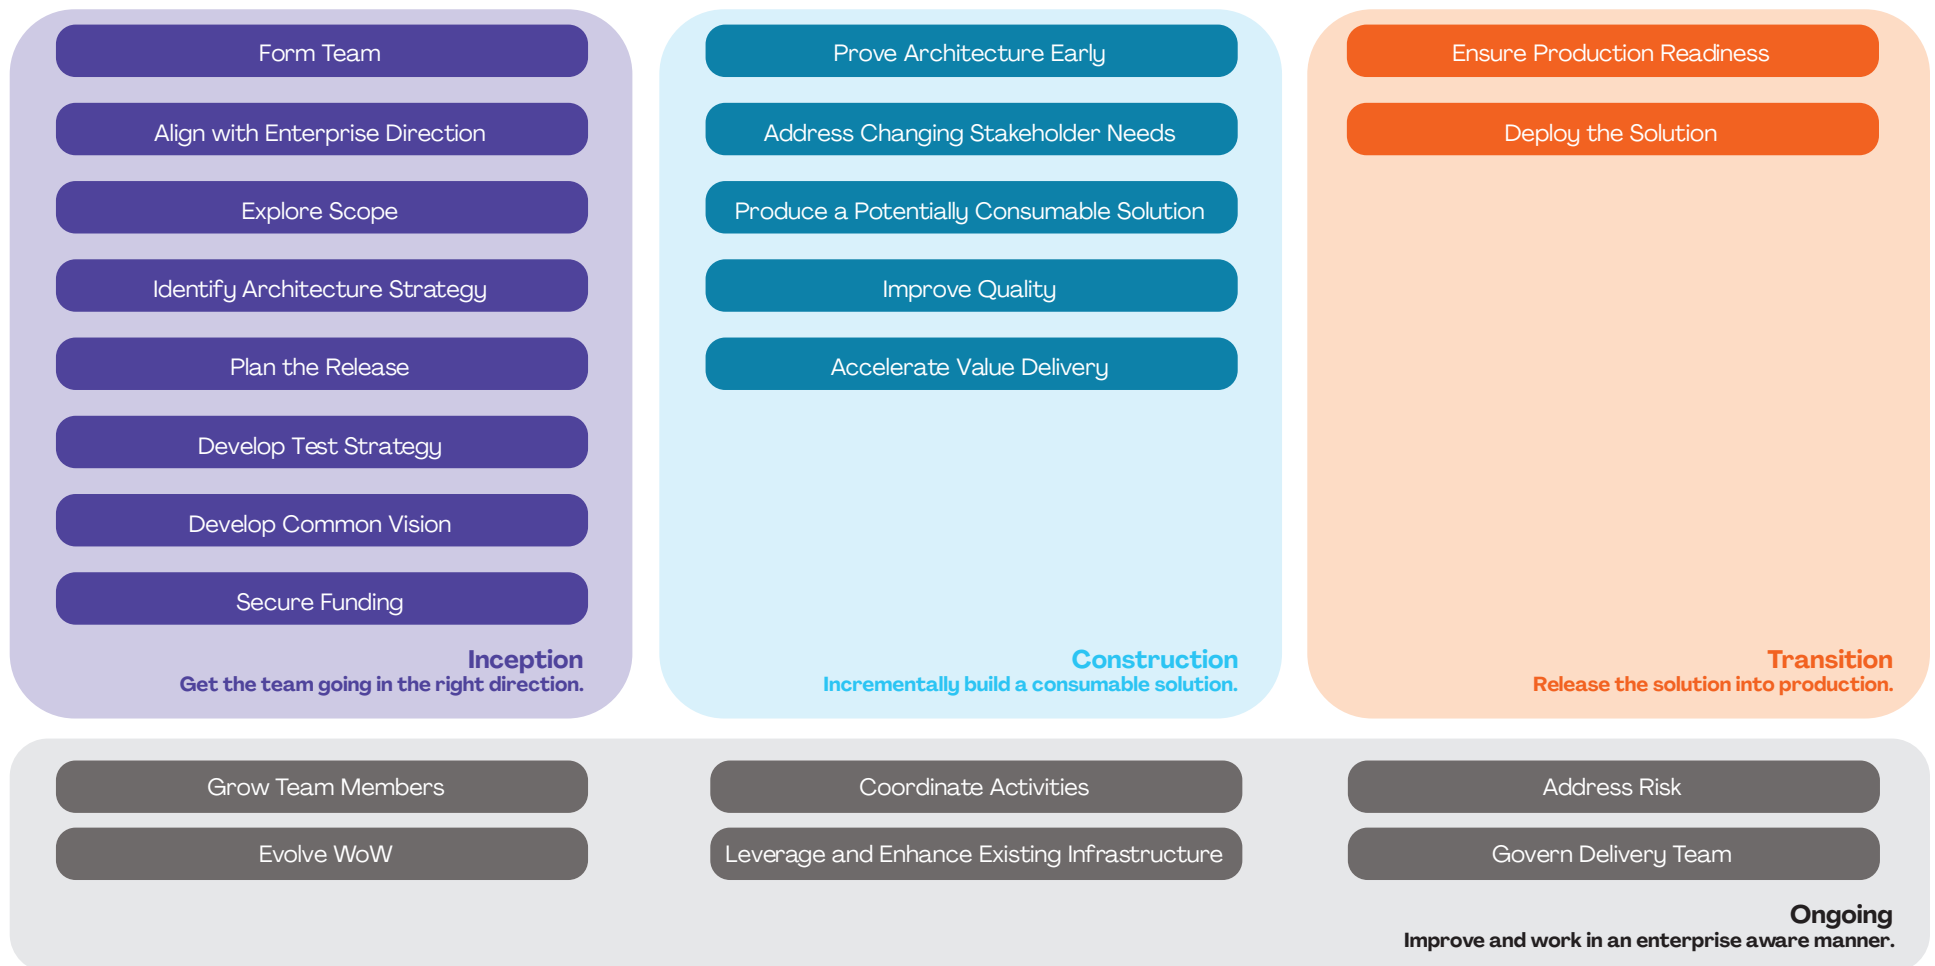 Form Team
Align with Enterprise Direction
Explore Scope
Identify Architecture Strategy
Plan the Release
Develop Test Strategy
Develop Common Vision
Secure Funding
Inception
Get the team going in the right direction.
Prove Architecture Early
Address Changing Stakeholder Needs
Produce a Potentially Consumable Solution
Improve Quality
Accelerate Value Delivery
Construction
Incrementally build a consumable solution.
Ensure Production Readiness
Deploy the Solution
Transition
Release the solution into production.
Grow Team Members
Evolve WoW
Coordinate Activities
Leverage and Enhance Existing Infrastructure
Address Risk
Govern Delivery Team
Ongoing
Improve and work in an enterprise aware manner.